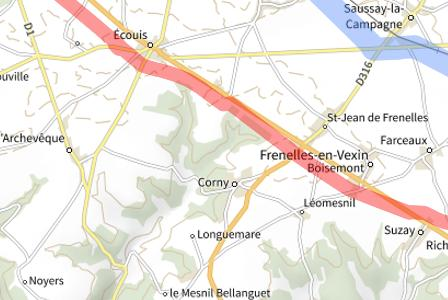 Saussay-la-
Campagne
D1
Écouis
D316
ouville
St-Jean de Frenelles
'Archevêque
Farceaux
Frenelles-en-Vexin
Boisemont
Corny
Léomesnil
Suzay
Longuemare
Rich
Noyers
le Mesnil Bellanguet